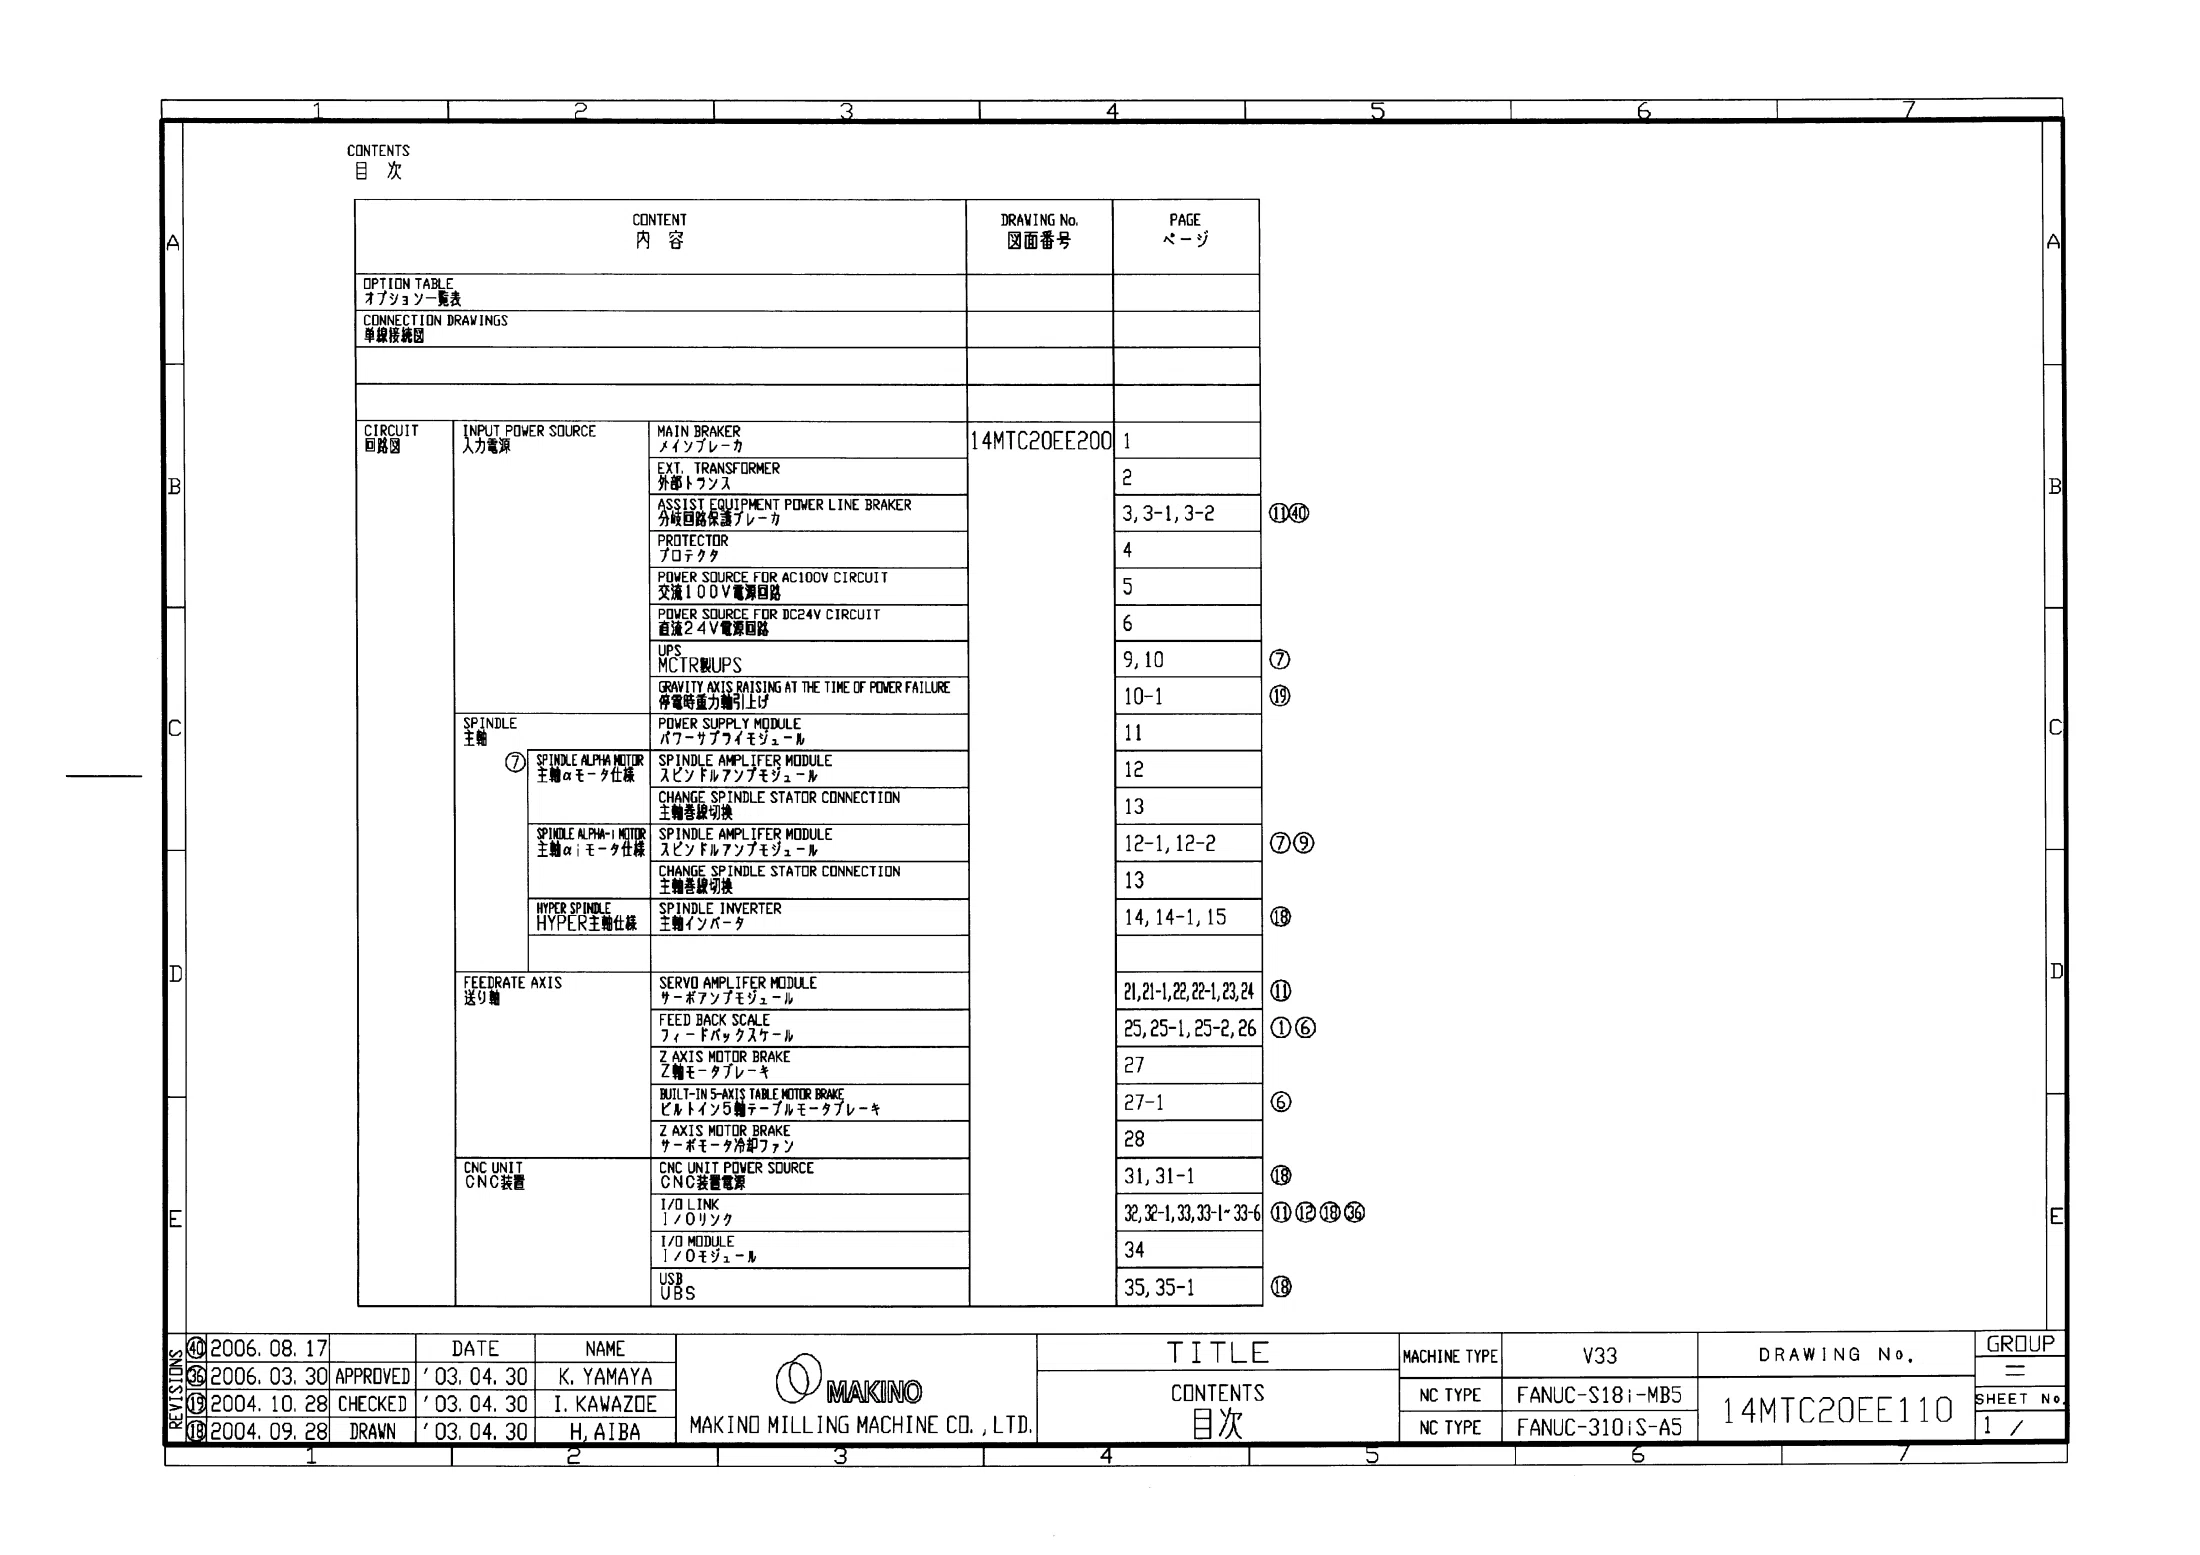 1 2 3 4 5 6 7
CONTENTS
目 次
CONTENT
内 容
DRAWING No.
図面番号
PAGE
ページ
OPTION TABLE
オプション一覧表
CONNECTION DRAWINGS
単線接続図
CIRCUIT
回路図
INPUT POWER SOURCE
入力電源
MAIN BRAKER
メインブレーカ
14MTC20EE200
1
EXT. TRANSFORMER
外部トランス
2
ASSIST EQUIPMENT POWER LINE BRAKER
分岐回路保護ブレーカ
3, 3-1, 3-2
⑪㊵
PROTECTOR
プロテクタ
4
POWER SOURCE FOR AC100V CIRCUIT
交流100V電源回路
5
POWER SOURCE FOR DC24V CIRCUIT
直流24V電源回路
6
UPS
MCTR製UPS
9, 10
⑦
GRAVITY AXIS RAISING AT THE TIME OF POWER FAILURE
停電時重力軸引上げ
10-1
⑲
SPINDLE
主軸
POWER SUPPLY MODULE
パワーサプライモジュール
11
⑦
SPINDLE ALPHA MOTOR
主軸αモータ仕様
SPINDLE AMPLIFER MODULE
スピンドルアンプモジュール
12
CHANGE SPINDLE STATOR CONNECTION
主軸巻線切換
13
SPINDLE ALPHA-i MOTOR
主軸αiモータ仕様
SPINDLE AMPLIFER MODULE
スピンドルアンプモジュール
12-1, 12-2
⑦⑨
CHANGE SPINDLE STATOR CONNECTION
主軸巻線切換
13
HYPER SPINDLE
HYPER主軸仕様
SPINDLE INVERTER
主軸インバータ
14, 14-1, 15
⑱
FEEDRATE AXIS
送り軸
SERVO AMPLIFER MODULE
サーボアンプモジュール
21,21-1,22,22-1,23,24
⑪
FEED BACK SCALE
フィードバックスケール
25, 25-1, 25-2, 26
①⑥
Z AXIS MOTOR BRAKE
Z軸モータブレーキ
27
BUILT-IN 5-AXIS TABLE MOTOR BRAKE
ビルトイン5軸テーブルモータブレーキ
27-1
⑥
Z AXIS MOTOR BRAKE
サーボモータ冷却ファン
28
CNC UNIT
CNC装置
CNC UNIT POWER SOURCE
CNC装置電源
31, 31-1
⑱
I/O LINK
I/Oリンク
32,32-1,33,33-1~33-6
⑪⑫⑱㊱
I/O MODULE
I/Oモジュール
34
USB
UBS
35, 35-1
⑱
A A
B B
C C
D D
E E
REVISIONS
㊵ 2006. 08. 17
㊱ 2006. 03. 30
⑲ 2004. 10. 28
⑱ 2004. 09. 28
DATE NAME
APPROVED '03. 04. 30 K. YAMAYA
CHECKED '03. 04. 30 I. KAWAZOE
DRAWN '03. 04. 30 H, AIBA
MAKINO
MAKINO MILLING MACHINE CO. , LTD.
TITLE
CONTENTS
目次
MACHINE TYPE V33
NC TYPE FANUC-S18i-MB5
NC TYPE FANUC-310iS-A5
DRAWING No.
14MTC20EE110
GROUP
=
SHEET No.
1 /
1 2 3 4 5 6 7